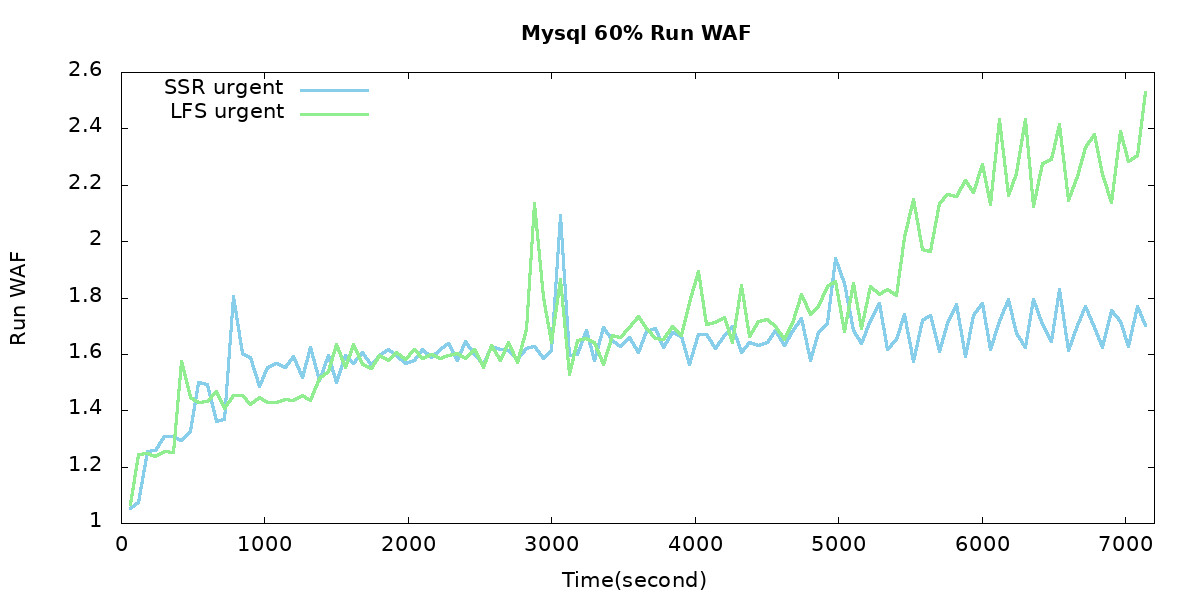 Mysql 60% Run WAF
SSR urgent
LFS urgent
2.6
2.4
2.2
2
1.8
1.6
1.4
1.2
1
Run WAF
0 1000 2000 3000 4000 5000 6000 7000
Time(second)